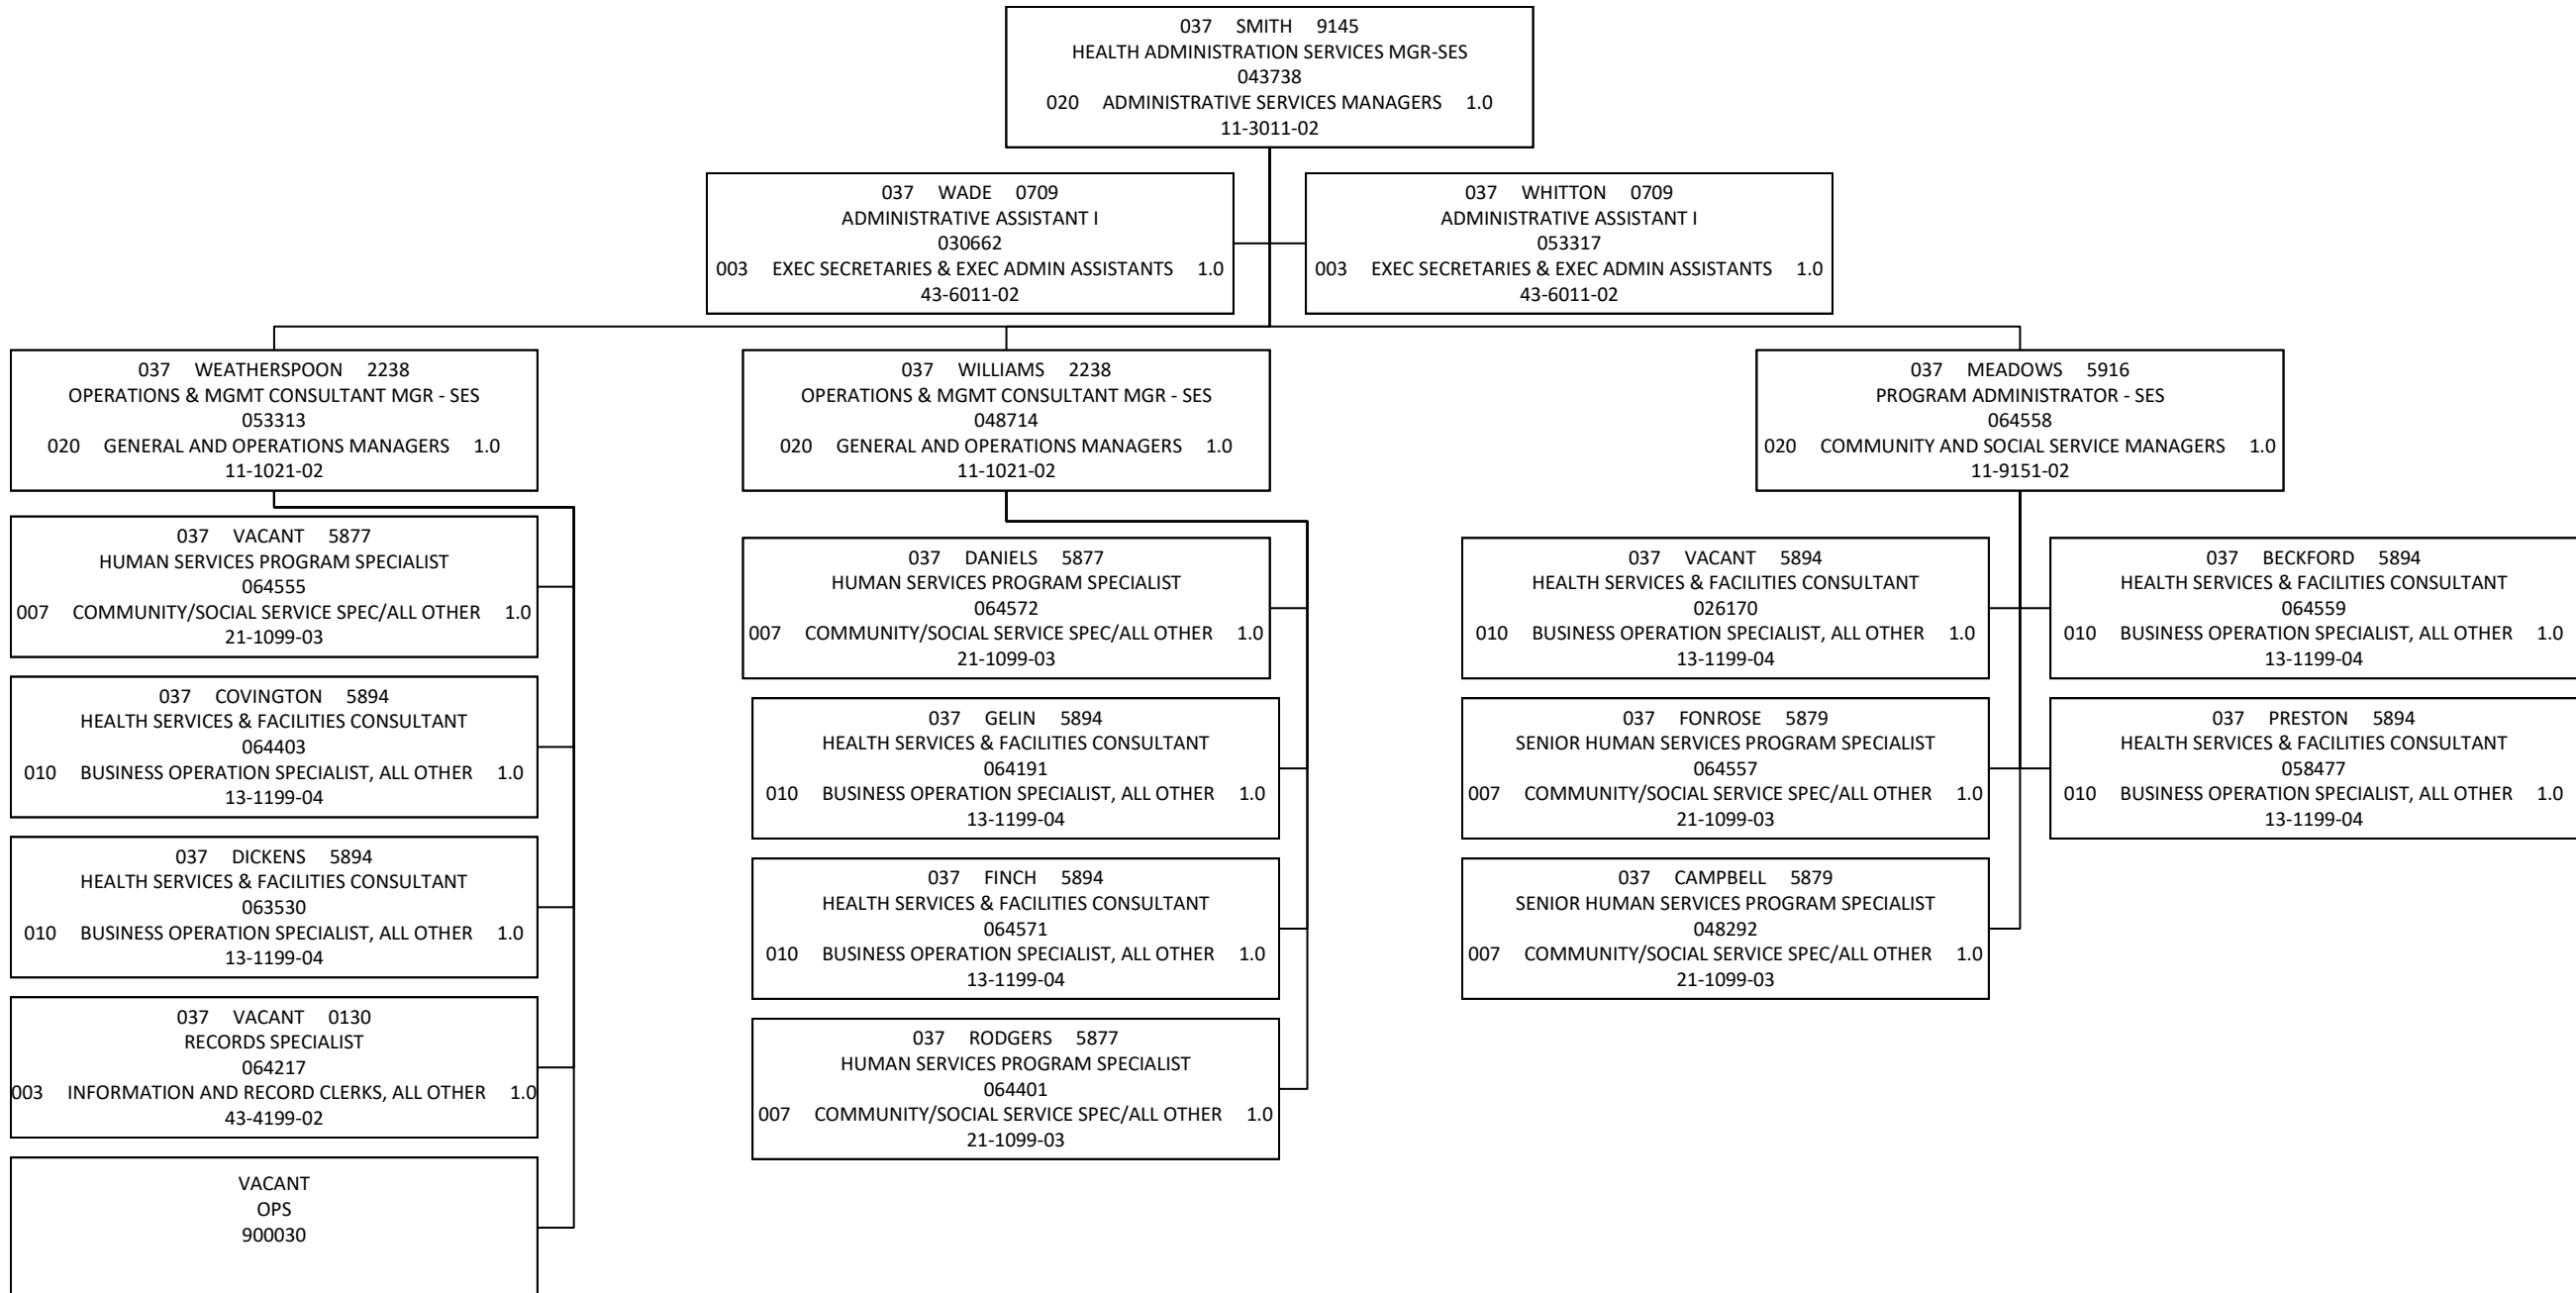 037 SMITH 9145
HEALTH ADMINISTRATION SERVICES MGR-SES
043738
020 ADMINISTRATIVE SERVICES MANAGERS 1.0
11-3011-02
037 WADE 0709
ADMINISTRATIVE ASSISTANT I
030662
003 EXEC SECRETARIES & EXEC ADMIN ASSISTANTS 1.0
43-6011-02
037 WHITTON 0709
ADMINISTRATIVE ASSISTANT I
053317
003 EXEC SECRETARIES & EXEC ADMIN ASSISTANTS 1.0
43-6011-02
037 WEATHERSPOON 2238
OPERATIONS & MGMT CONSULTANT MGR - SES
053313
020 GENERAL AND OPERATIONS MANAGERS 1.0
11-1021-02
037 VACANT 5877
HUMAN SERVICES PROGRAM SPECIALIST
064555
007 COMMUNITY/SOCIAL SERVICE SPEC/ALL OTHER 1.0
21-1099-03
037 COVINGTON 5894
HEALTH SERVICES & FACILITIES CONSULTANT
064403
010 BUSINESS OPERATION SPECIALIST, ALL OTHER 1.0
13-1199-04
037 DICKENS 5894
HEALTH SERVICES & FACILITIES CONSULTANT
063530
010 BUSINESS OPERATION SPECIALIST, ALL OTHER 1.0
13-1199-04
037 VACANT 0130
RECORDS SPECIALIST
064217
003 INFORMATION AND RECORD CLERKS, ALL OTHER 1.0
43-4199-02
VACANT
OPS
900030
037 WILLIAMS 2238
OPERATIONS & MGMT CONSULTANT MGR - SES
048714
020 GENERAL AND OPERATIONS MANAGERS 1.0
11-1021-02
037 DANIELS 5877
HUMAN SERVICES PROGRAM SPECIALIST
064572
007 COMMUNITY/SOCIAL SERVICE SPEC/ALL OTHER 1.0
21-1099-03
037 GELIN 5894
HEALTH SERVICES & FACILITIES CONSULTANT
064191
010 BUSINESS OPERATION SPECIALIST, ALL OTHER 1.0
13-1199-04
037 FINCH 5894
HEALTH SERVICES & FACILITIES CONSULTANT
064571
010 BUSINESS OPERATION SPECIALIST, ALL OTHER 1.0
13-1199-04
037 RODGERS 5877
HUMAN SERVICES PROGRAM SPECIALIST
064401
007 COMMUNITY/SOCIAL SERVICE SPEC/ALL OTHER 1.0
21-1099-03
037 MEADOWS 5916
PROGRAM ADMINISTRATOR - SES
064558
020 COMMUNITY AND SOCIAL SERVICE MANAGERS 1.0
11-9151-02
037 VACANT 5894
HEALTH SERVICES & FACILITIES CONSULTANT
026170
010 BUSINESS OPERATION SPECIALIST, ALL OTHER 1.0
13-1199-04
037 BECKFORD 5894
HEALTH SERVICES & FACILITIES CONSULTANT
064559
010 BUSINESS OPERATION SPECIALIST, ALL OTHER 1.0
13-1199-04
037 FONROSE 5879
SENIOR HUMAN SERVICES PROGRAM SPECIALIST
064557
007 COMMUNITY/SOCIAL SERVICE SPEC/ALL OTHER 1.0
21-1099-03
037 PRESTON 5894
HEALTH SERVICES & FACILITIES CONSULTANT
058477
010 BUSINESS OPERATION SPECIALIST, ALL OTHER 1.0
13-1199-04
037 CAMPBELL 5879
SENIOR HUMAN SERVICES PROGRAM SPECIALIST
048292
007 COMMUNITY/SOCIAL SERVICE SPEC/ALL OTHER 1.0
21-1099-03